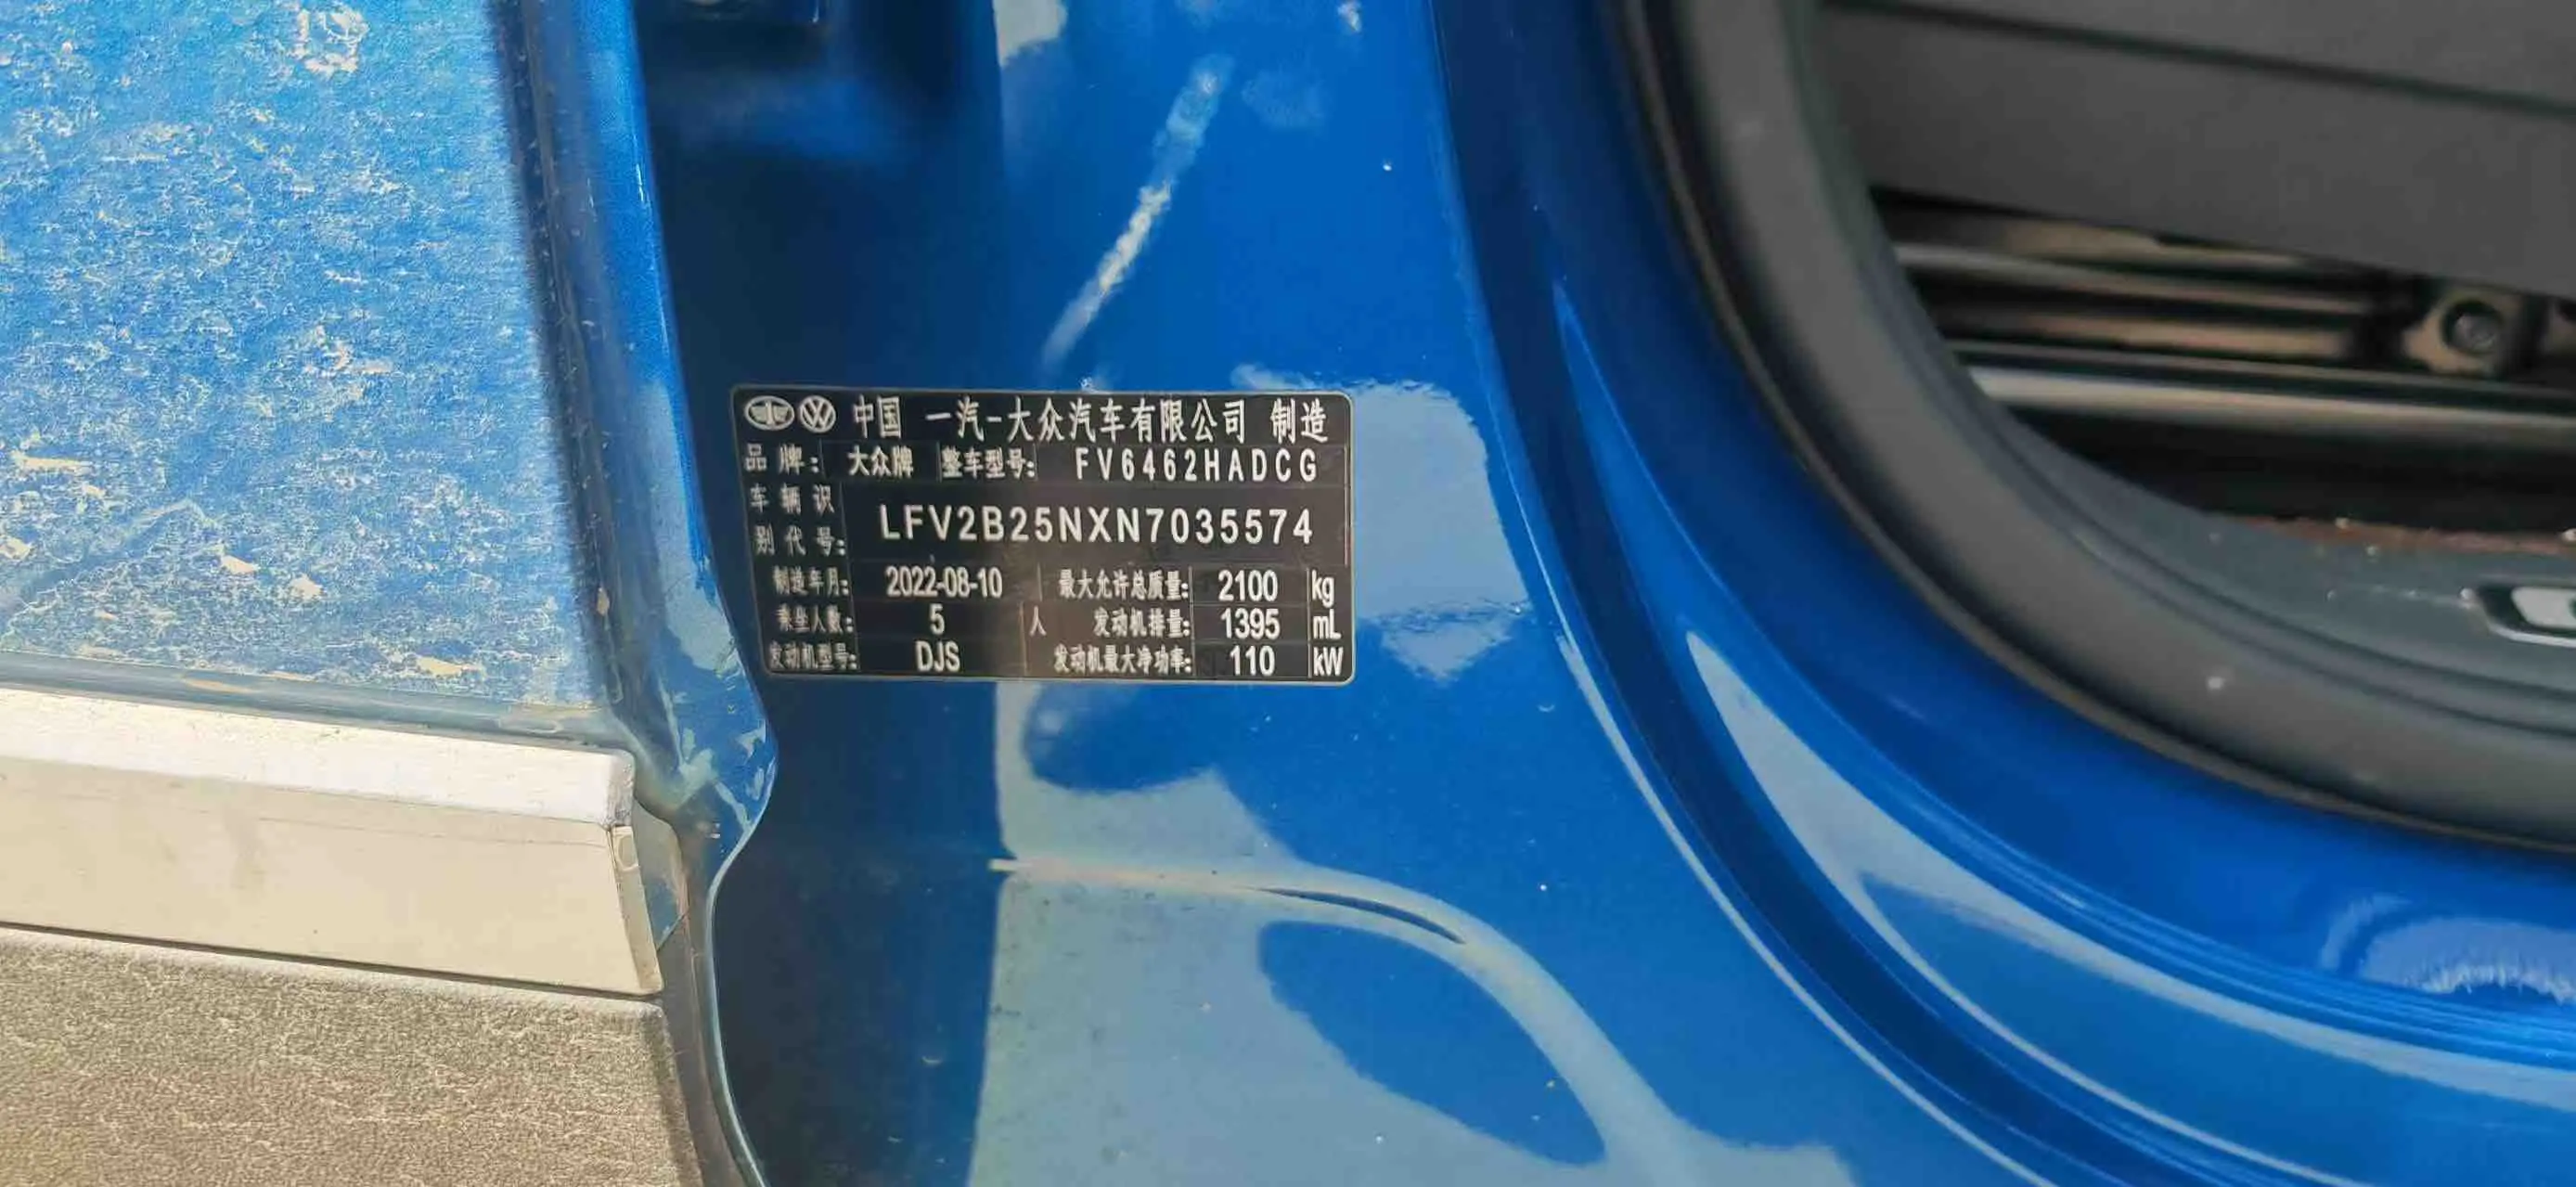 中国 一汽-大众汽车有限公司 制造
品牌: 大众牌 整车型号: FV6462HADCG
车辆识别代号: LFV2B25NXN7035574
制造车月: 2022-08-10 最大允许总质量: 2100 kg
乘坐人数: 5 人 发动机排量: 1395 mL
发动机型号: DJS 发动机最大净功率: 110 kW